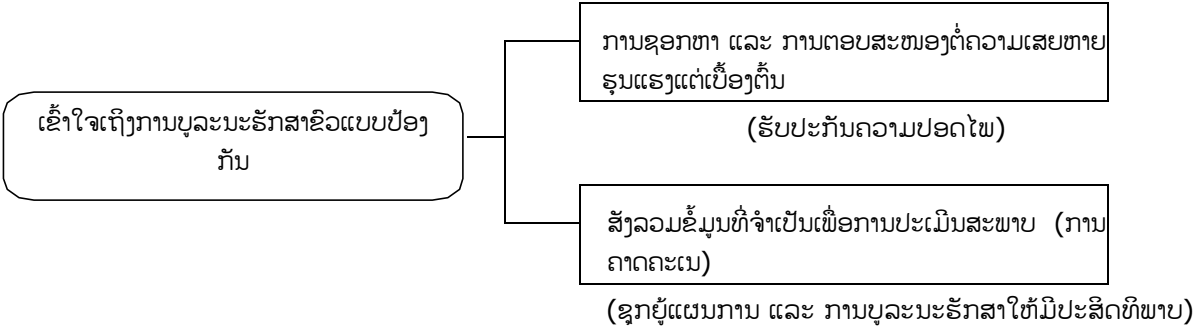 ການຊອກຫາ ແລະ ການຕອບສະໜອງຕໍ່ຄວາມເສຍຫາຍ
ຮຸນແຮງແຕ່ເບື້ອງຕົ້ນ
(ຮັບປະກັນຄວາມປອດໄພ)
ເຂົ້າໃຈເຖິງການບູລະນະຮັກສາຂົວແບບປ້ອງ
ກັນ
ສັງລວມຂໍ້ມູນທີ່ຈຳເປັນເພື່ອການປະເມີນສະພາບ (ການ
ຄາດຄະເນ)
(ຊຸກຍູ້ແຜນການ ແລະ ການບູລະນະຮັກສາໃຫ້ມີປະສິດທິພາບ)